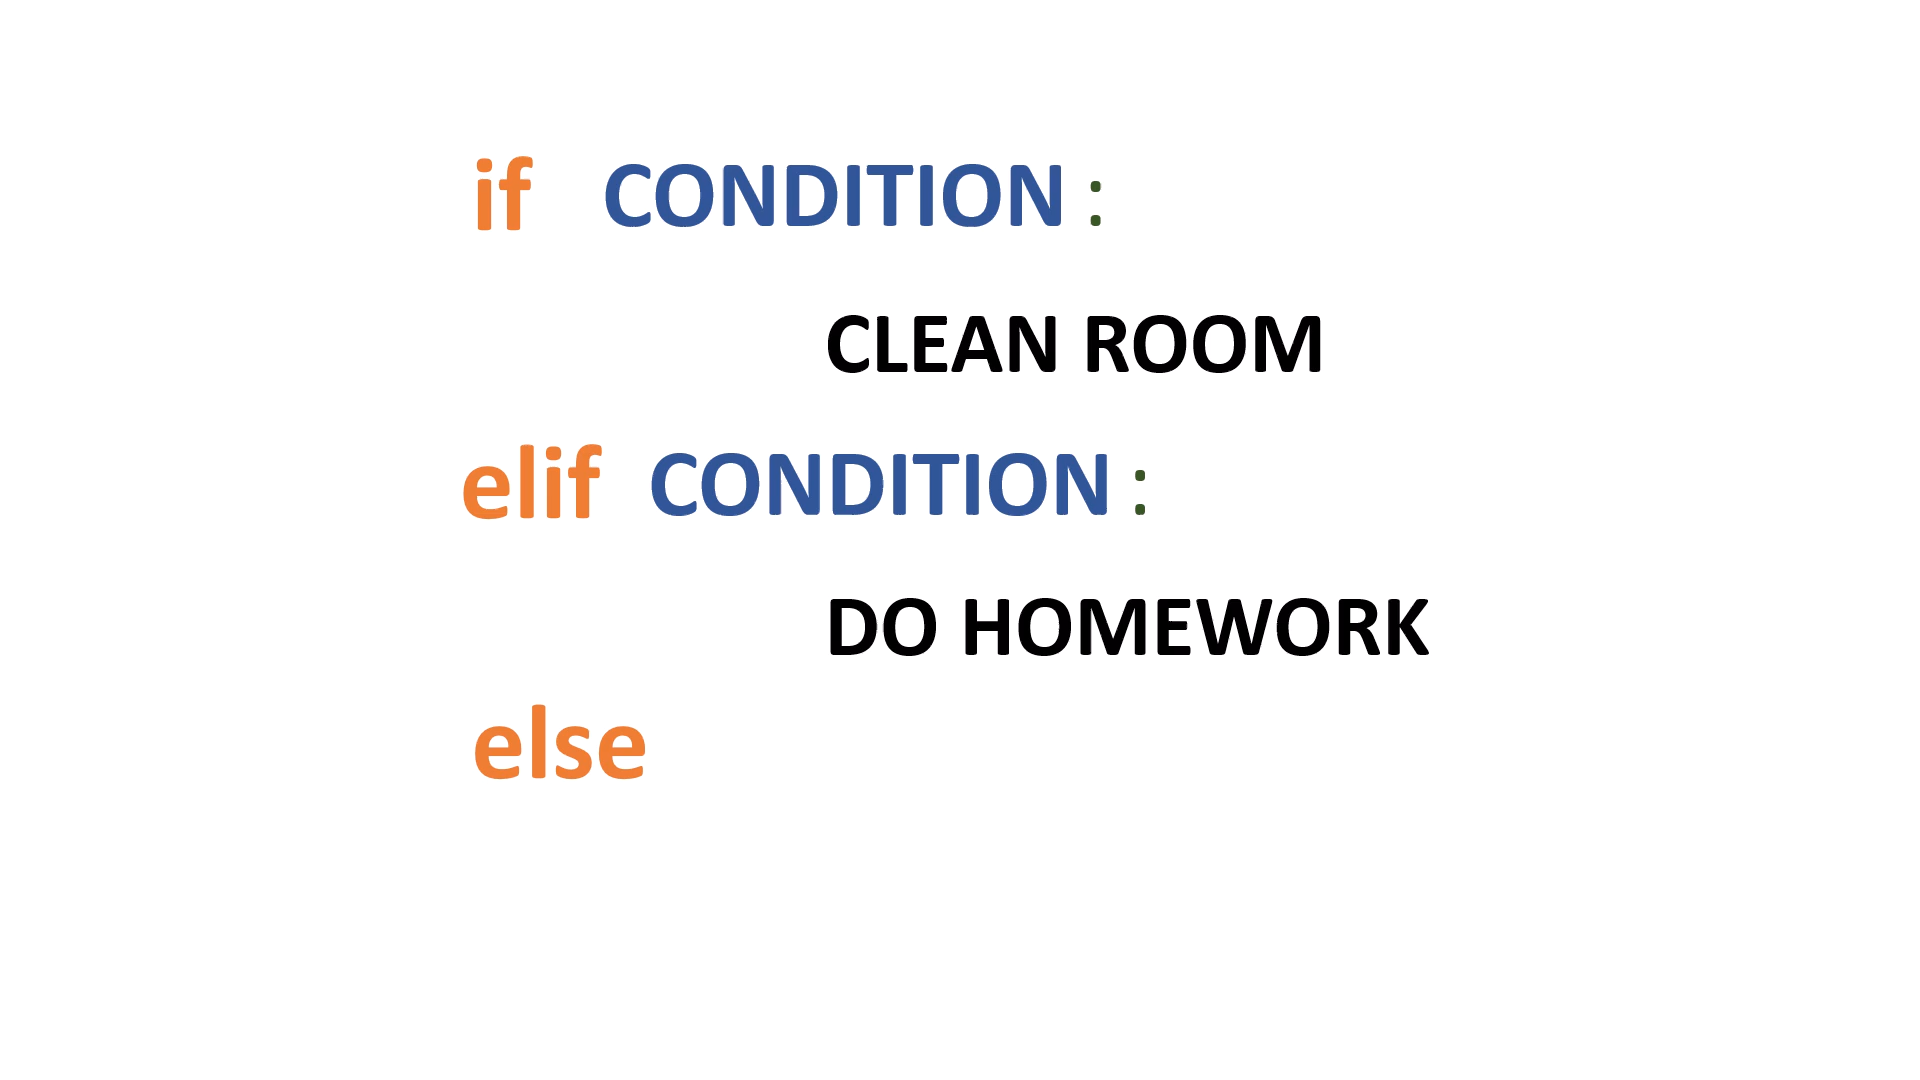 if CONDITION :
CLEAN ROOM
elif CONDITION :
DO HOMEWORK
else